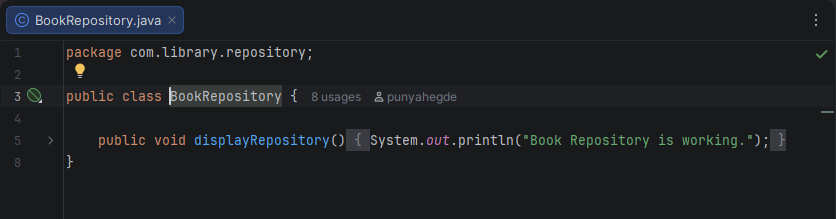 BookRepository.java
1 package com.library.repository;
2
3 public class BookRepository { 8 usages punyahegde
4
5 public void displayRepository() { System.out.println("Book Repository is working."); }
8 }